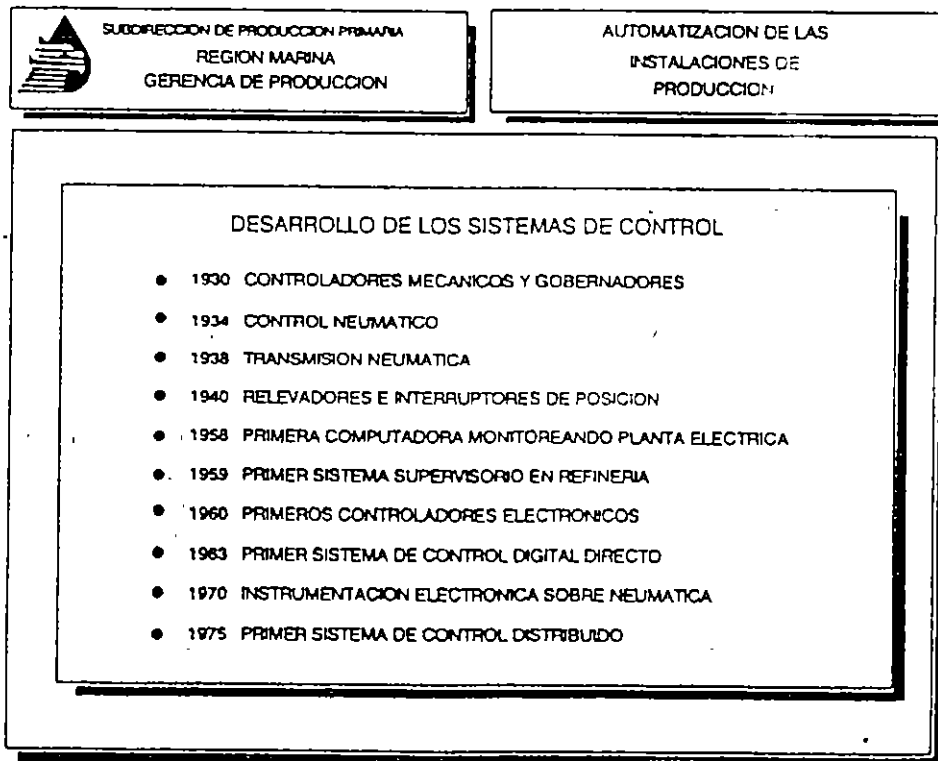 SUBDIRECCION DE PRODUCCION PRIMARIA
REGION MARINA
GERENCIA DE PRODUCCION
AUTOMATIZACION DE LAS
INSTALACIONES DE
PRODUCCION
DESARROLLO DE LOS SISTEMAS DE CONTROL
● 1930 CONTROLADORES MECANICOS Y GOBERNADORES
● 1934 CONTROL NEUMATICO
● 1938 TRANSMISION NEUMATICA
● 1940 RELEVADORES E INTERRUPTORES DE POSICION
● 1958 PRIMERA COMPUTADORA MONITOREANDO PLANTA ELECTRICA
● 1959 PRIMER SISTEMA SUPERVISORIO EN REFINERIA
● 1960 PRIMEROS CONTROLADORES ELECTRONICOS
● 1963 PRIMER SISTEMA DE CONTROL DIGITAL DIRECTO
● 1970 INSTRUMENTACION ELECTRONICA SOBRE NEUMATICA
● 1975 PRIMER SISTEMA DE CONTROL DISTRIBUIDO